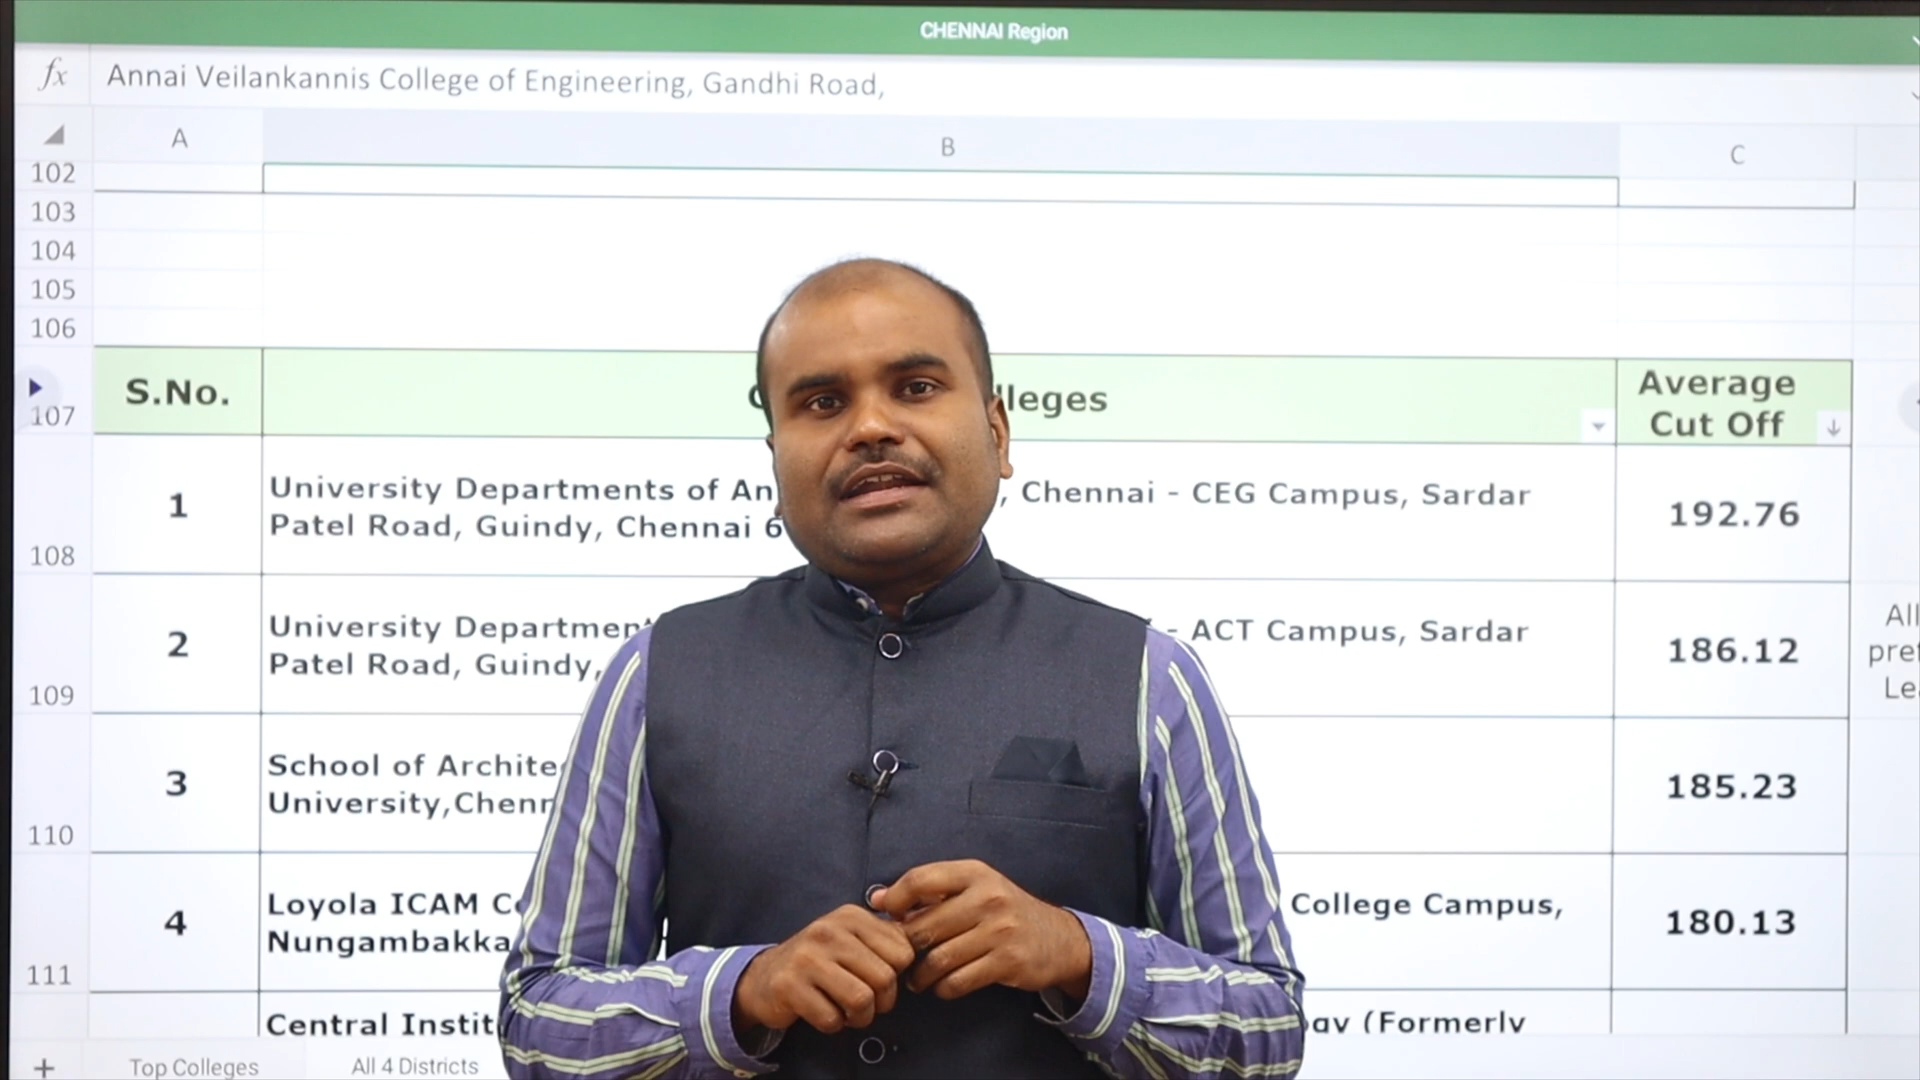 CHENNAI Region
fx Annai Veilankannis College of Engineering, Gandhi Road,
A B C
102
103
104
105
106
107 S.No. lleges Average
Cut Off
108 1 University Departments of An , Chennai - CEG Campus, Sardar
Patel Road, Guindy, Chennai 6 192.76
109 2 University Departmen - ACT Campus, Sardar
Patel Road, Guindy, 186.12
All
pref
Le
110 3 School of Archite
University,Chenn 185.23
111 4 Loyola ICAM C College Campus,
Nungambakka 180.13
Central Instit (Formerly
+ Top Colleges All 4 Districts